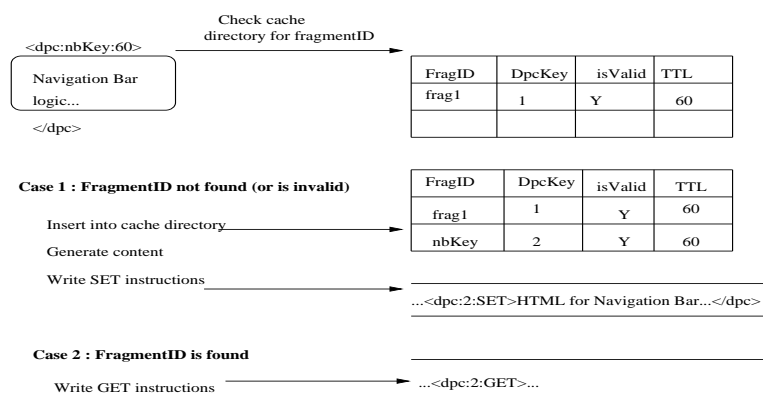 Check cache
directory for fragmentID
<dpc:nbKey:60>
Navigation Bar
logic...
</dpc>
FragID DpcKey isValid TTL
frag1 1 Y 60
Case 1 : FragmentID not found (or is invalid)
Insert into cache directory
Generate content
Write SET instructions
FragID DpcKey isValid TTL
frag1 1 Y 60
nbKey 2 Y 60
...<dpc:2:SET>HTML for Navigation Bar...</dpc>
Case 2 : FragmentID is found
Write GET instructions
...<dpc:2:GET>...